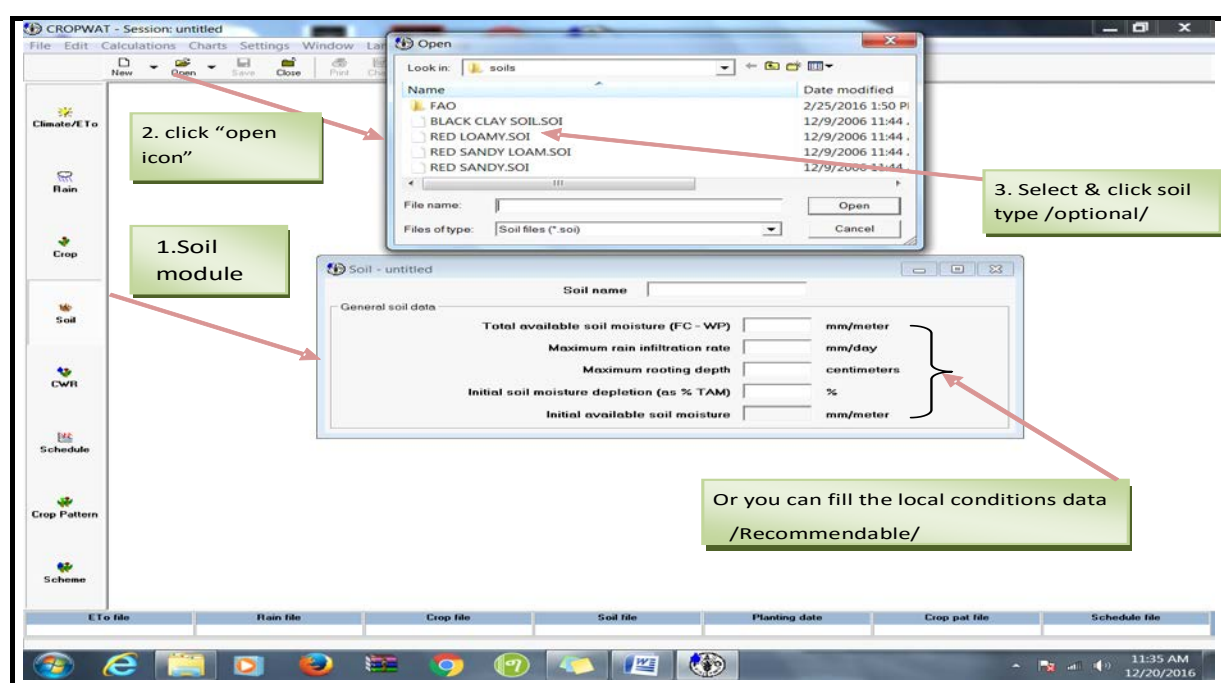 CROPWAT - Session: untitled
File Edit Calculations Charts Settings Window Lan
New Open Save Close Print Cha
Open
Look in: soils
Name Date modified
FAO 2/25/2016 1:50 P
BLACK CLAY SOIL.SOI 12/9/2006 11:44
RED LOAMY.SOI 12/9/2006 11:44
RED SANDY LOAM.SOI 12/9/2006 11:44
RED SANDY.SOI 12/9/2006 11:44
File name: Open
Files of type: Soil files (*.soi) Cancel
Climate/ETo
Rain
Crop
Soil
CWR
Schedule
Crop Pattern
Scheme
2. click “open
icon”
3. Select & click soil
type /optional/
1.Soil
module
Soil - untitled
Soil name
General soil data
Total available soil moisture (FC - WP) mm/meter
Maximum rain infiltration rate mm/day
Maximum rooting depth centimeters
Initial soil moisture depletion (as % TAM) %
Initial available soil moisture mm/meter
Or you can fill the local conditions data
/Recommendable/
ETo file Rain file Crop file Soil file Planting date Crop pat file Schedule file
11:35 AM
12/20/2016